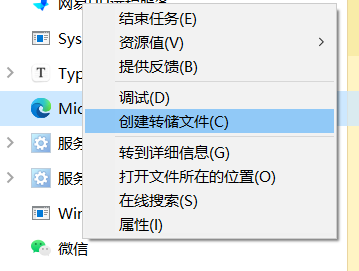 结束任务(E)
Sys
资源值(V)
提供反馈(B)
Typ
调试(D)
Mic
创建转储文件(C)
服务
转到详细信息(G)
服务
打开文件所在的位置(O)
在线搜索(S)
Win
属性(I)
微信